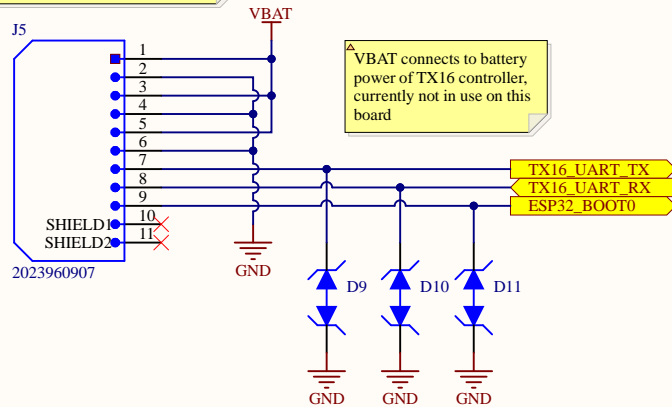 VBAT
J5
1
2
3
4
5
6
7
8
9
SHIELD1 10
SHIELD2 11
2023960907
VBAT connects to battery
power of TX16 controller,
currently not in use on this
board
TX16_UART_TX
TX16_UART_RX
ESP32_BOOT0
GND
D9
D10
D11
GND
GND
GND